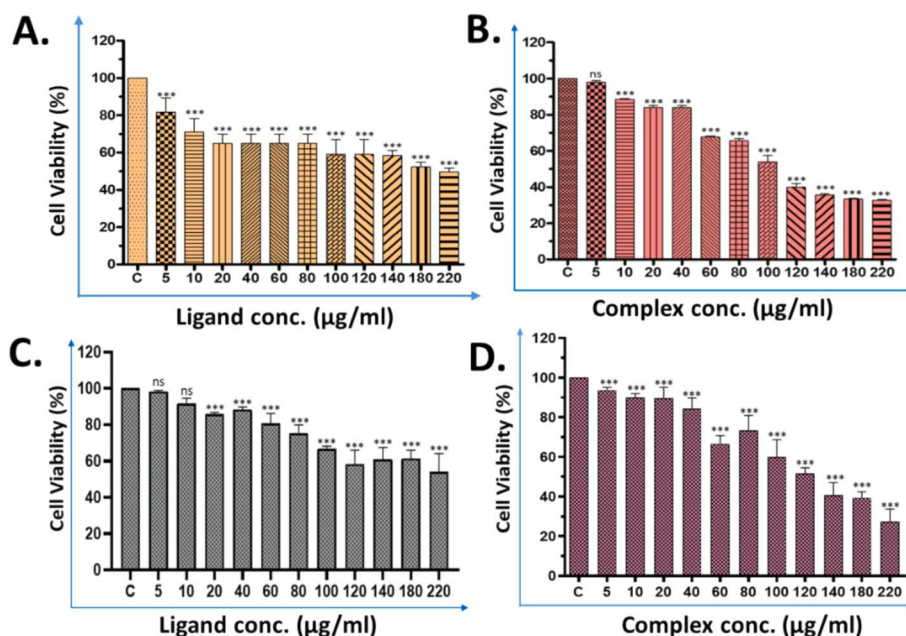 A.
Cell Viability (%)
120
100
80
60
40
20
0
*** *** *** *** *** *** *** *** *** *** ***
C 5 10 20 40 60 80 100 120 140 180 220
Ligand conc. (µg/ml)
B.
Cell Viability (%)
120
100
80
60
40
20
0
ns *** *** *** *** *** *** *** *** *** ***
C 5 10 20 40 60 80 100 120 140 180 220
Complex conc. (µg/ml)
C.
Cell Viability (%)
120
100
80
60
40
20
0
ns ns *** *** *** *** *** *** *** *** ***
C 5 10 20 40 60 80 100 120 140 180 220
Ligand conc. (µg/ml)
D.
Cell Viability (%)
120
100
80
60
40
20
0
*** *** *** *** *** *** *** *** *** *** ***
C 5 10 20 40 60 80 100 120 140 180 220
Complex conc. (µg/ml)